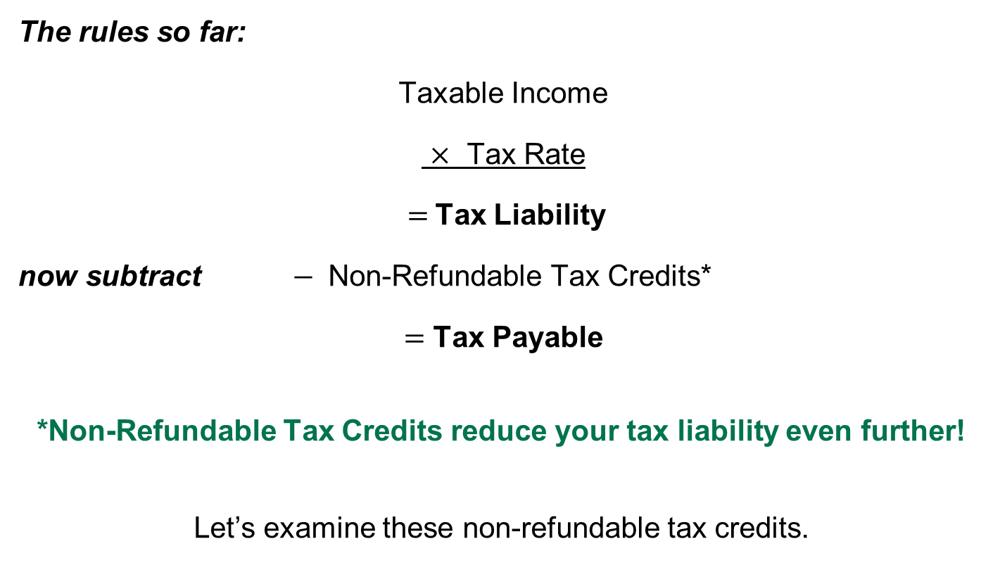 The rules so far:
Taxable Income
× Tax Rate
= Tax Liability
now subtract − Non-Refundable Tax Credits*
= Tax Payable
*Non-Refundable Tax Credits reduce your tax liability even further!
Let’s examine these non-refundable tax credits.